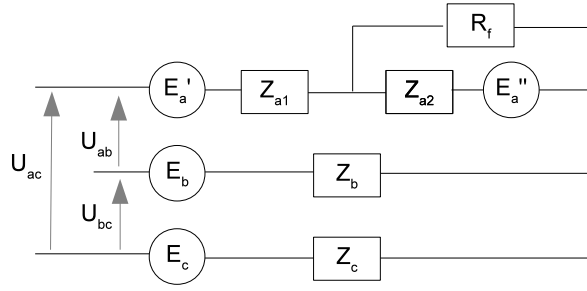 R_f
E_a' Z_a1 Z_a2 E_a''
U_ac U_ab
E_b Z_b
U_bc
E_c Z_c